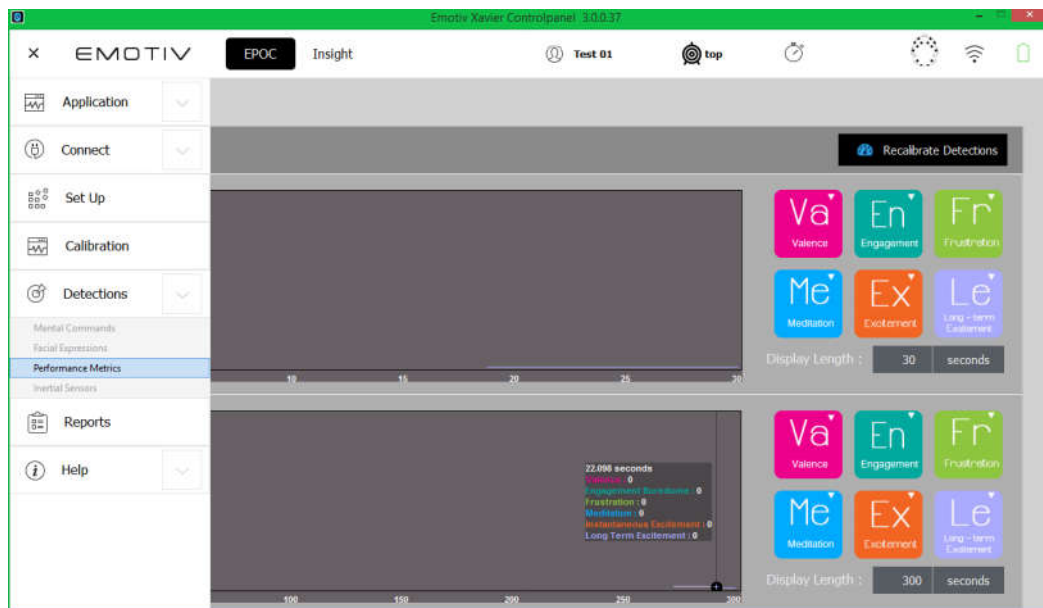 Emotiv Xavier Controlpanel 3.0.0.37
EMOTIV
EPOC
Insight
Test 01
top
Application
Connect
Set Up
Calibration
Detections
Mental Commands
Facial Expressions
Performance Metrics
Inertial Sensors
Reports
Help
Recalibrate Detections
Va
Valence
En
Engagement
Fr
Frustration
Me
Meditation
Ex
Excitement
Le
Long - term
Excitement
Display Length :
30
seconds
10 15 20 25 30
Va
Valence
En
Engagement
Fr
Frustration
Me
Meditation
Ex
Excitement
Le
Long - term
Excitement
Display Length :
300
seconds
22.098 seconds
Valence : 0
Engagement Boredome : 0
Frustration : 0
Meditation : 0
Instantaneous Excitement : 0
Long Term Excitement : 0
100 150 200 250 300